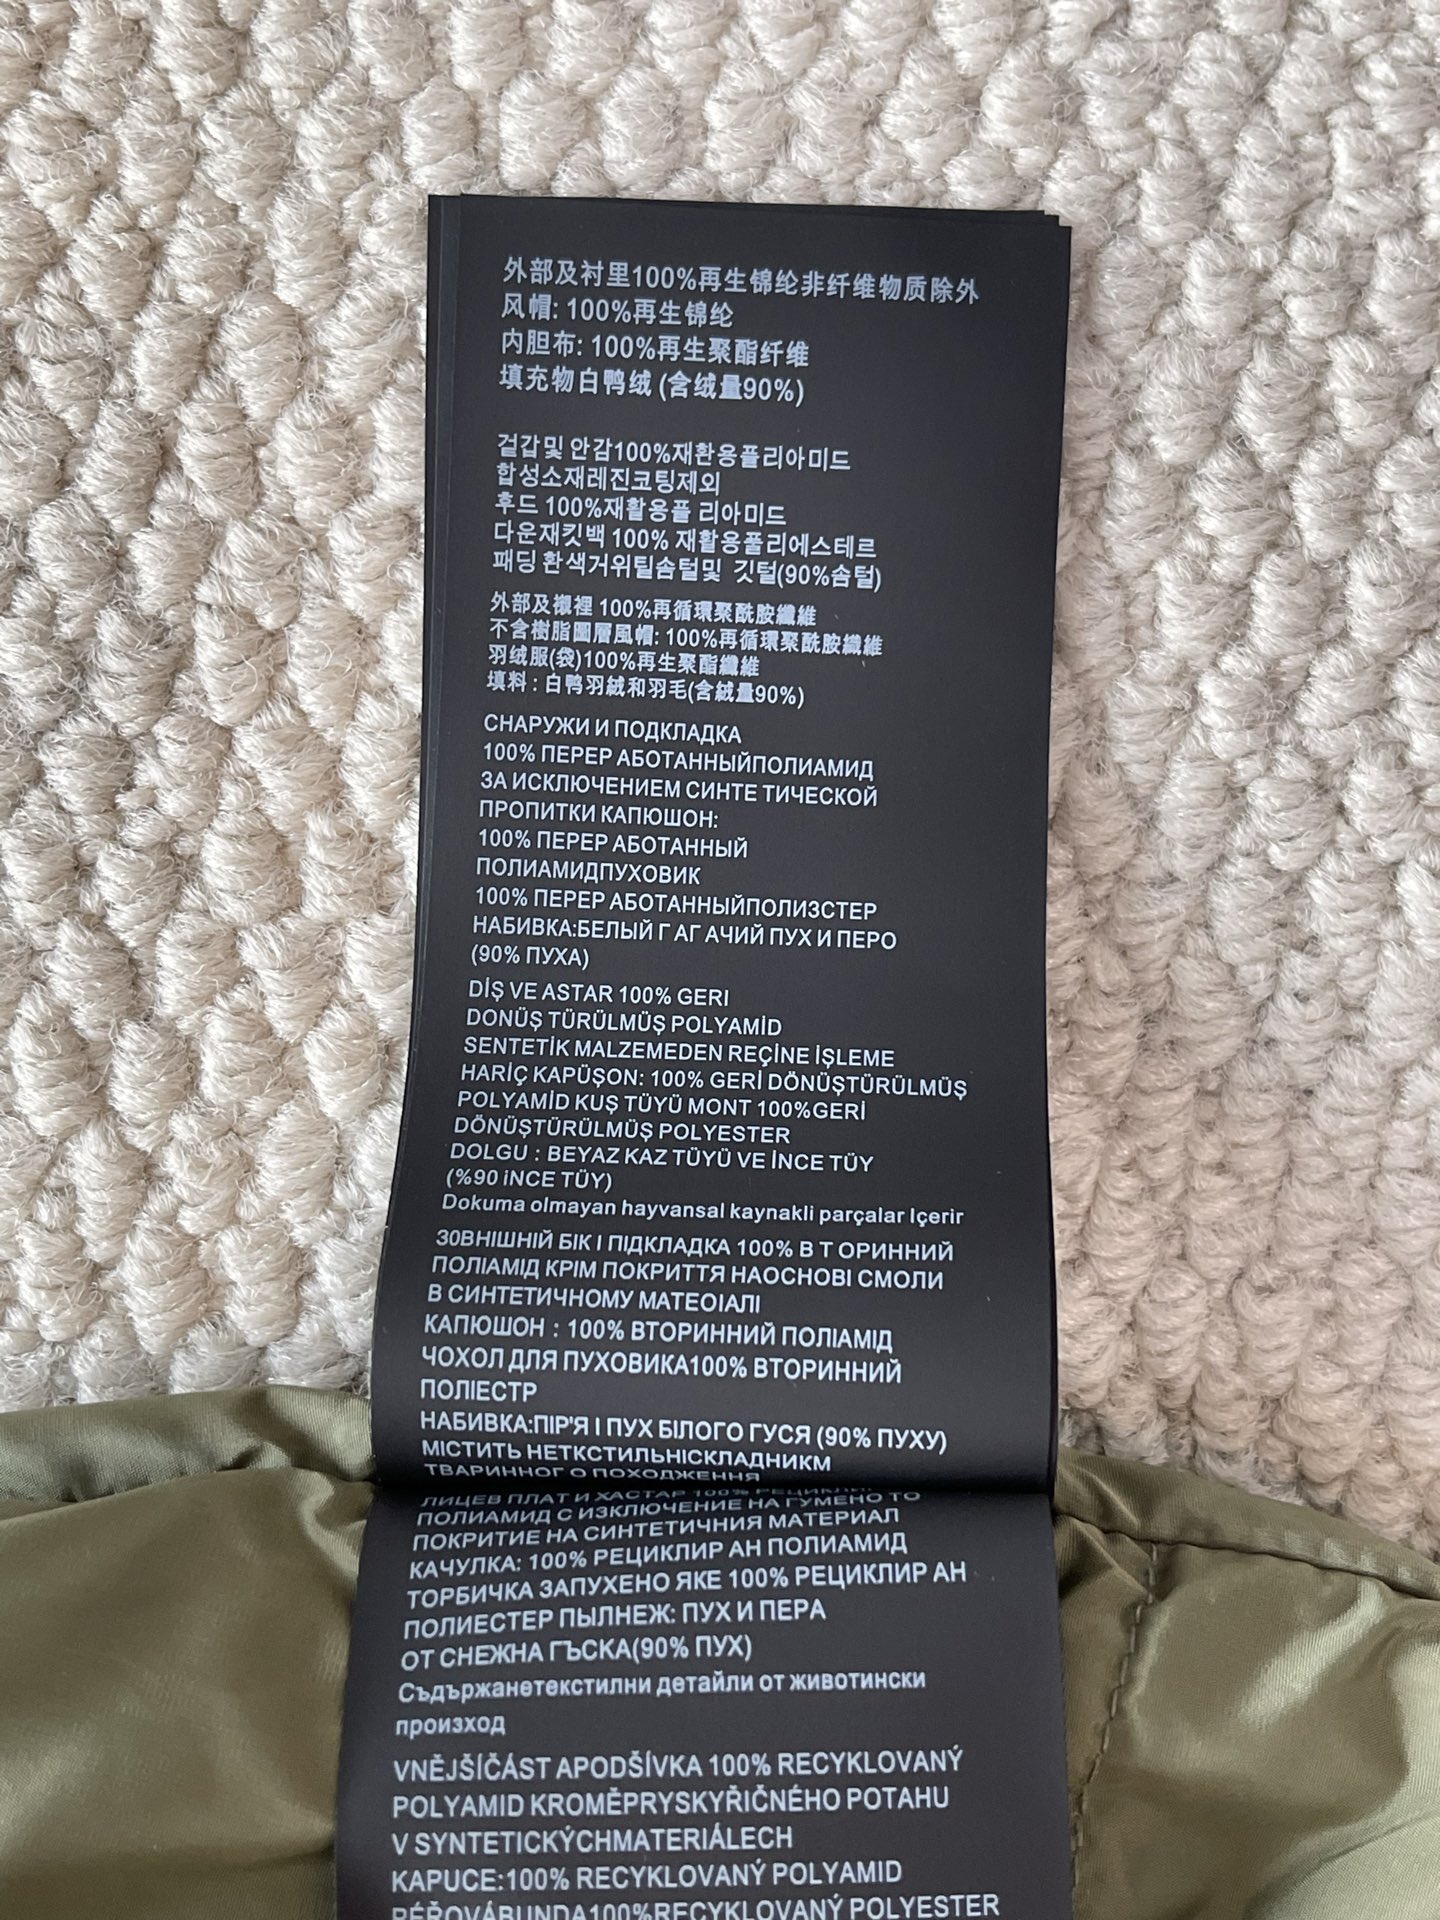 外部及衬里100%再生锦纶非纤维物质除外
风帽: 100%再生锦纶
内胆布: 100%再生聚酯纤维
填充物白鸭绒 (含绒量90%)
겉감및 안감100%재환용폴리아미드
합성소재레진코팅제외
후드 100%재활용폴 리아미드
다운재킷백 100% 재활용폴리에스테르
패딩 환색거위틸솜털및 깃털(90%솜털)
外部及襯裡 100%再循環聚酰胺纖維
不含樹脂圖層風帽: 100%再循環聚酰胺纖維
羽绒服(袋)100%再生聚酯纖維
填料 : 白鸭羽絨和羽毛(含絨量90%)
СНАРУЖИ И ПОДКЛАДКА
100% ПЕРЕР АБОТАННЫЙПОЛИАМИД
ЗА ИСКЛЮЧЕНИЕМ СИНТЕ ТИЧЕСКОЙ
ПРОПИТКИ КАПЮШОН:
100% ПЕРЕР АБОТАННЫЙ
ПОЛИАМИДПУХОВИК
100% ПЕРЕР АБОТАННЫЙПОЛИЗСТЕР
НАБИВКА:БЕЛЫЙ Г АГ АЧИЙ ПУХ И ПЕРО
(90% ПУХА)
DİŞ VE ASTAR 100% GERI
DONÜŞ TÜRÜLMÜŞ POLYAMİD
SENTETİK MALZEMEDEN REÇİNE İŞLEME
HARİÇ KAPÜŞON: 100% GERİ DÖNÜŞTÜRÜLMÜŞ
POLYAMİD KUŞ TÜYÜ MONT 100%GERİ
DÖNÜŞTÜRÜLMÜŞ POLYESTER
DOLGU : BEYAZ KAZ TÜYÜ VE İNCE TÜY
(%90 iNCE TÜY)
Dokuma olmayan hayvansal kaynakli parçalar Içerir
ЗОВНІШНІЙ БІК І ПІДКЛАДКА 100% В Т ОРИННИЙ
ПОЛІАМІД КРІМ ПОКРИТТЯ НАОСНОВІ СМОЛИ
В СИНТЕТИЧНОМУ МАТЕОІАЛІ
КАПЮШОН : 100% ВТОРИННИЙ ПОЛІАМІД
ЧОХОЛ ДЛЯ ПУХОВИКА100% ВТОРИННИЙ
ПОЛІЕСТР
НАБИВКА:ПІР'Я І ПУХ БІЛОГО ГУСЯ (90% ПУХУ)
МІСТИТЬ НЕТКСТИЛЬНІСКЛАДНИКМ
ТВАРИННОГ О ПОХОДЖЕННЯ
ЛИЦЕВ ПЛАТ И ХАСТАР 100%
ПОЛИАМИД С ИЗКЛЮЧЕНИЕ НА ГУМЕНО ТО
ПОКРИТИЕ НА СИНТЕТИЧНИЯ МАТЕРИАЛ
КАЧУЛКА: 100% РЕЦИКЛИР АН ПОЛИАМИД
ТОРБИЧКА ЗАПУХЕНО ЯКЕ 100% РЕЦИКЛИР АН
ПОЛИЕСТЕР ПЫЛНЕЖ: ПУХ И ПЕРА
ОТ СНЕЖНА ГЪСКА(90% ПУХ)
Съдържанетекстилни детайли от животински
произход
VNĚJŠÍČÁST APODŠÍVKA 100% RECYKLOVANÝ
POLYAMID KROMĚPRYSKYŘIČNÉHO POTAHU
V SYNTETICKÝCHMATERIÁLECH
KAPUCE:100% RECYKLOVANÝ POLYAMID
PÉŘOVÁBUNDA100%RECYKLOVANÝ POLYESTER